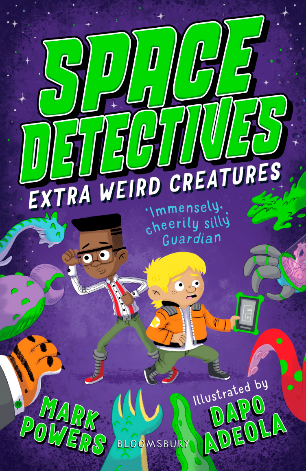 SPACE
DETECTIVES
EXTRA WEIRD CREATURES
'Immensely,
cheerily silly'
Guardian
MARK
POWERS
BLOOMSBURY
Illustrated by
DAPO
ADEOLA